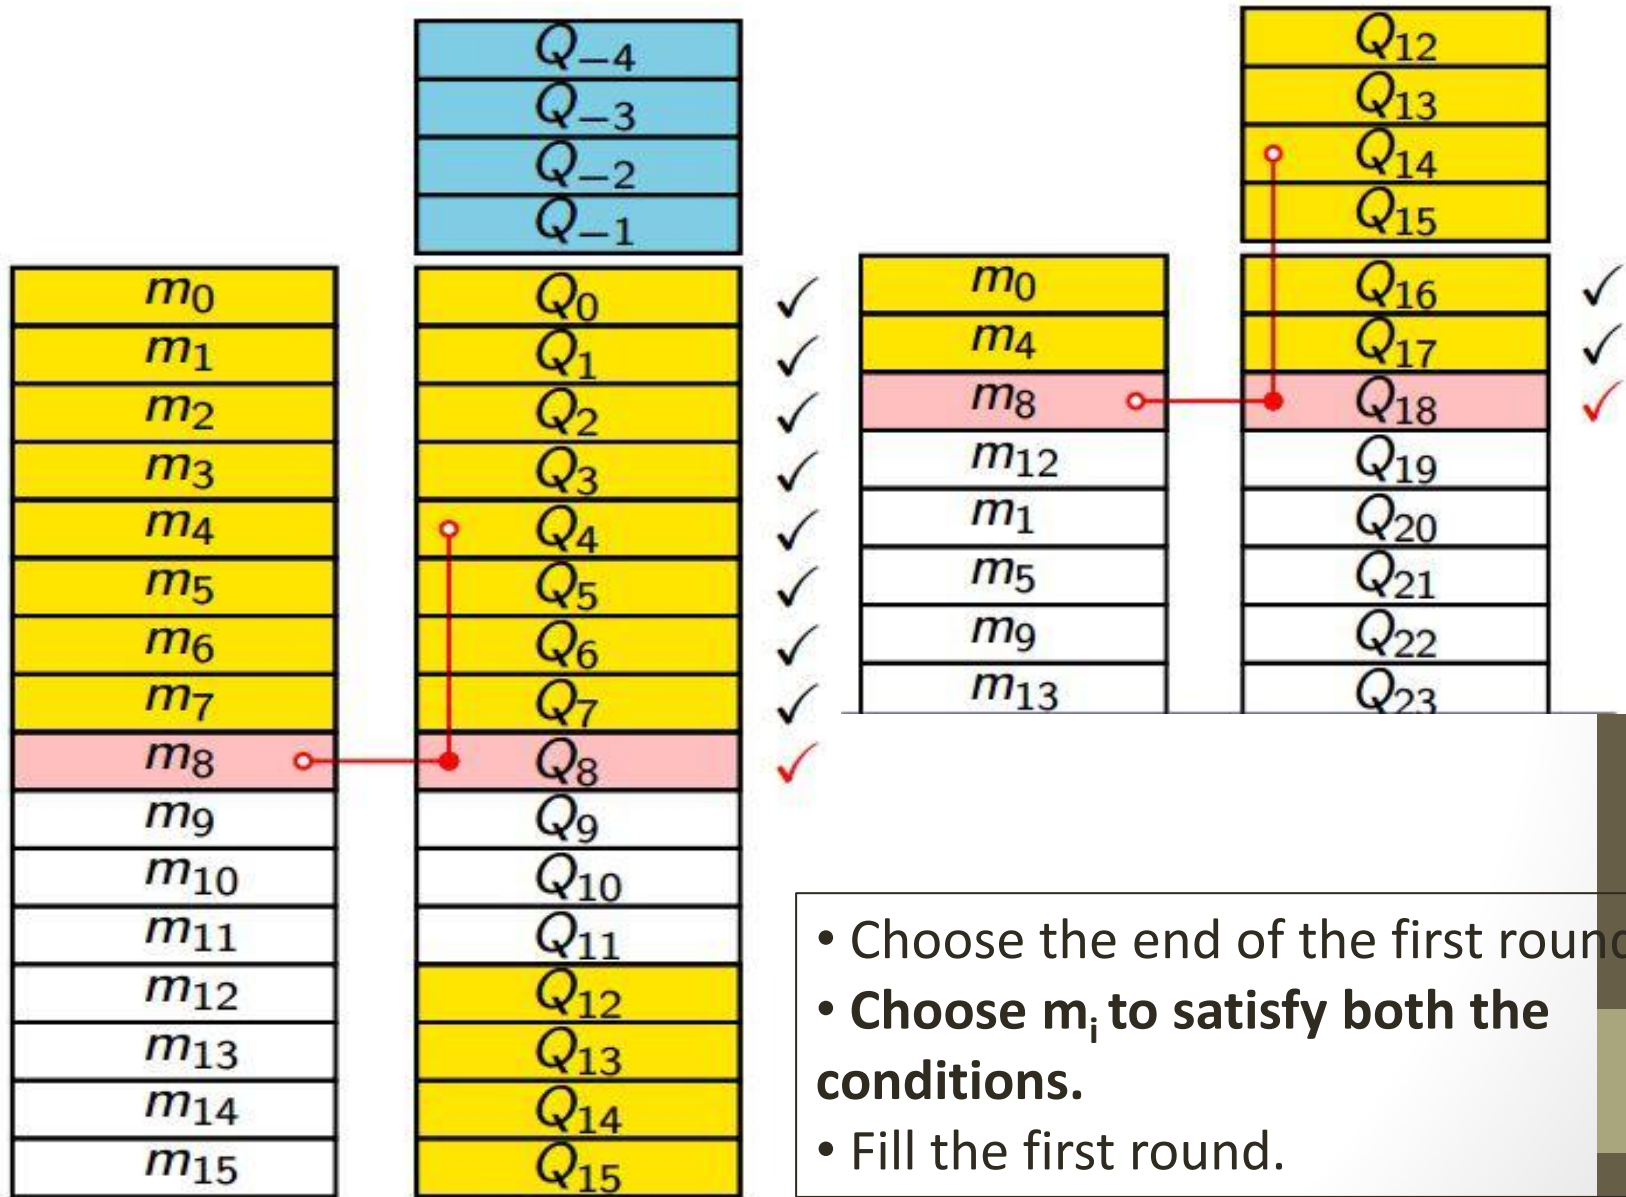 Q₋₄
Q₋₃
Q₋₂
Q₋₁
m₀ Q₀ ✓
m₁ Q₁ ✓
m₂ Q₂ ✓
m₃ Q₃ ✓
m₄ Q₄ ✓
m₅ Q₅ ✓
m₆ Q₆ ✓
m₇ Q₇ ✓
m₈ Q₈ ✓
m₉ Q₉
m₁₀ Q₁₀
m₁₁ Q₁₁
m₁₂ Q₁₂
m₁₃ Q₁₃
m₁₄ Q₁₄
m₁₅ Q₁₅
Q₁₂
Q₁₃
Q₁₄
Q₁₅
m₀ Q₁₆ ✓
m₄ Q₁₇ ✓
m₈ Q₁₈ ✓
m₁₂ Q₁₉
m₁ Q₂₀
m₅ Q₂₁
m₉ Q₂₂
m₁₃ Q₂₃
• Choose the end of the first round
• Choose mᵢ to satisfy both the
conditions.
• Fill the first round.